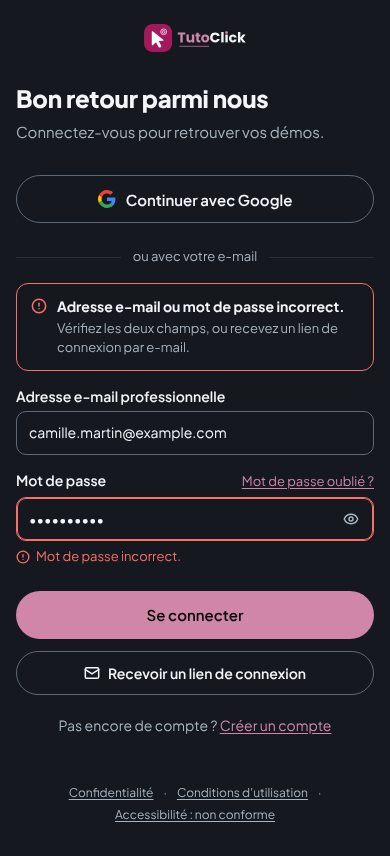 TutoClick
Bon retour parmi nous
Connectez-vous pour retrouver vos démos.
Continuer avec Google
ou avec votre e-mail
Adresse e-mail ou mot de passe incorrect.
Vérifiez les deux champs, ou recevez un lien de
connexion par e-mail.
Adresse e-mail professionnelle
camille.martin@example.com
Mot de passe Mot de passe oublié ?
••••••••••
Mot de passe incorrect.
Se connecter
Recevoir un lien de connexion
Pas encore de compte ? Créer un compte
Confidentialité · Conditions d'utilisation ·
Accessibilité : non conforme